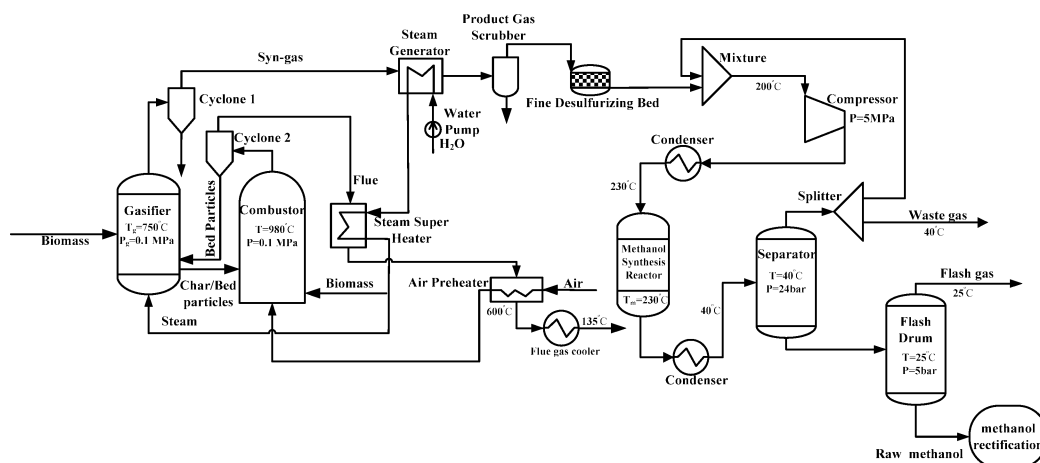 Product Gas
Scrubber
Steam
Generator
Syn-gas
Mixture
200°C
Cyclone 1
Fine Desulfurizing Bed
Compressor
P=5MPa
Water
Pump
H₂O
Cyclone 2
Condenser
Flue
230°C
Bed Particles
Gasifier
Tg=750°C
Pg=0.1 MPa
Combustor
T=980°C
P=0.1 MPa
Splitter
Waste gas
40°C
Steam Super
Heater
Biomass
Methanol
Synthesis
Reactor
Tm=230°C
Separator
T=40°C
P=24bar
Char/Bed
particles
Biomass
Air Preheater
Air
600°C
Flash gas
25°C
Steam
135°C
Flue gas cooler
40°C
Condenser
Flash
Drum
T=25°C
P=5bar
Raw methanol
methanol
rectification